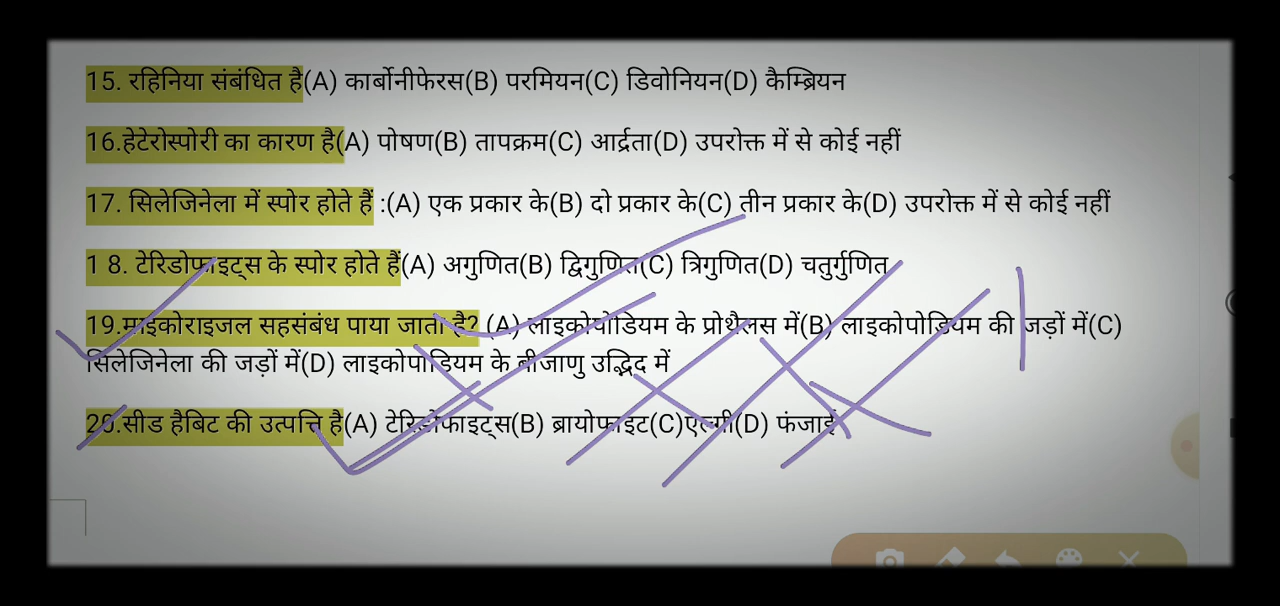 15. रहिनिया संबंधित है(A) कार्बोनीफेरस(B) परमियन(C) डिवोनियन(D) कैम्ब्रियन
16.हेटेरोस्पोरी का कारण है(A) पोषण(B) तापक्रम(C) आर्द्रता(D) उपरोक्त में से कोई नहीं
17. सिलेजिनेला में स्पोर होते हैं :(A) एक प्रकार के(B) दो प्रकार के(C) तीन प्रकार के(D) उपरोक्त में से कोई नहीं
1 8. टेरिडोफाइट्स के स्पोर होते हैं(A) अगुणित(B) द्विगुणित(C) त्रिगुणित(D) चतुर्गुणित
19.माइकोराइजल सहसंबंध पाया जाता है? (A) लाइकोपोडियम के प्रोथैलस में(B) लाइकोपोडियम की जड़ों में(C)
सिलेजिनेला की जड़ों में(D) लाइकोपोडियम के बीजाणु उद्भिद में
20.सीड हैबिट की उत्पत्ति है(A) टेरिडोफाइट्स(B) ब्रायोफाइट(C)एल्गी(D) फंजाई